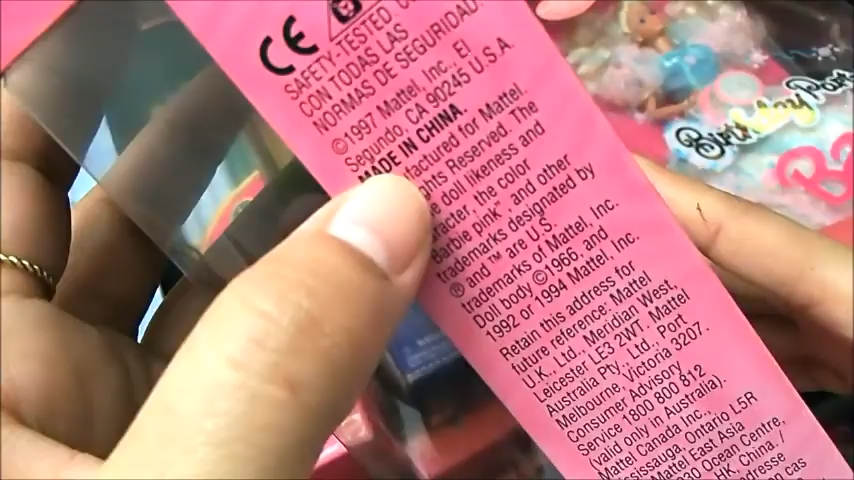 CE
SAFETY-TESTED
CON TODAS LAS
NORMAS DE SEGURIDAD.
©1997 Mattel, Inc., El
Segundo, CA 90245 U.S.A.
MADE IN CHINA.
for Mattel.
Rights Reserved. The
doll likeness and
the color
Barbie pink™ and other
trademarks designated by
® and ™ are U.S.
trademarks of Mattel, Inc.
Doll body ©1966, and
1992 or 1994 Mattel, Inc.
Retain this address for
future reference: Mattel
U.K. Ltd., Meridian West,
Leicester LE3 2WT. Mattel
Australia Pty. Ltd., Port
Melbourne, Victoria 3207.
Consumer Advisory
Service 1800 800 812
(valid only in Australia).
Mattel Canada Inc.,
Mississauga, Ontario L5R
Mattel East Asia
Ocean Centre,
HK, China./
Birthday